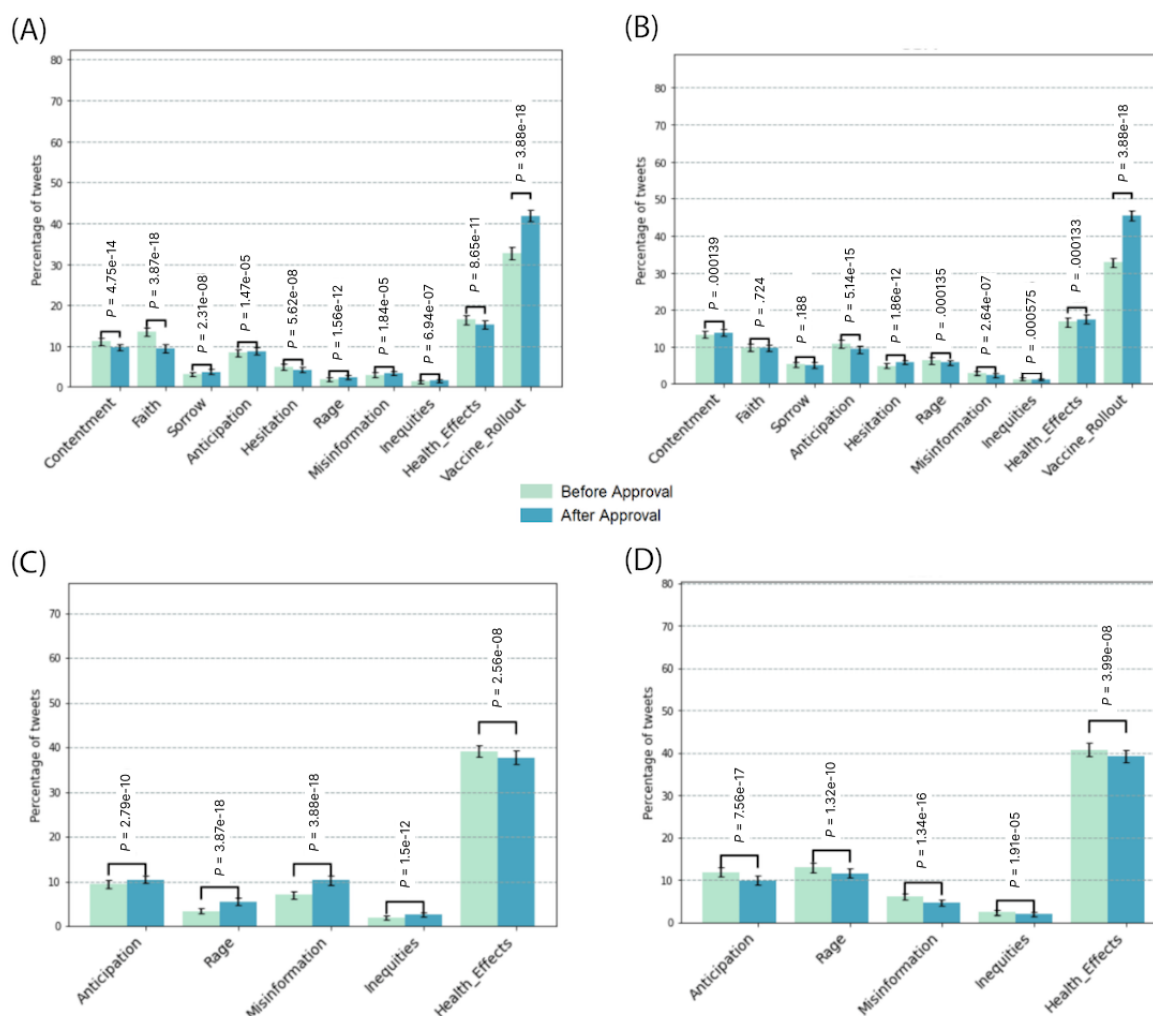 (A)
Percentage of tweets
80
70
60
50
40
30
20
10
0
P = 4.75e-14
P = 3.87e-18
P = 2.31e-08
P = 1.47e-05
P = 5.62e-08
P = 1.56e-12
P = 1.84e-05
P = 6.94e-07
P = 8.65e-11
P = 3.88e-18
Contentment
Faith
Sorrow
Anticipation
Hesitation
Rage
Misinformation
Inequities
Health_Effects
Vaccine_Rollout
(B)
Percentage of tweets
80
70
60
50
40
30
20
10
0
P = .000139
P = .724
P = .188
P = 5.14e-15
P = 1.86e-12
P = .000135
P = 2.64e-07
P = .000575
P = .000133
P = 3.88e-18
Contentment
Faith
Sorrow
Anticipation
Hesitation
Rage
Misinformation
Inequities
Health_Effects
Vaccine_Rollout
Before Approval
After Approval
(C)
Percentage of tweets
70
60
50
40
30
20
10
0
P = 2.79e-10
P = 3.87e-18
P = 3.88e-18
P = 1.5e-12
P = 2.56e-08
Anticipation
Rage
Misinformation
Inequities
Health_Effects
(D)
Percentage of tweets
80
70
60
50
40
30
20
10
0
P = 7.56e-17
P = 1.32e-10
P = 1.34e-16
P = 1.91e-05
P = 3.99e-08
Anticipation
Rage
Misinformation
Inequities
Health_Effects